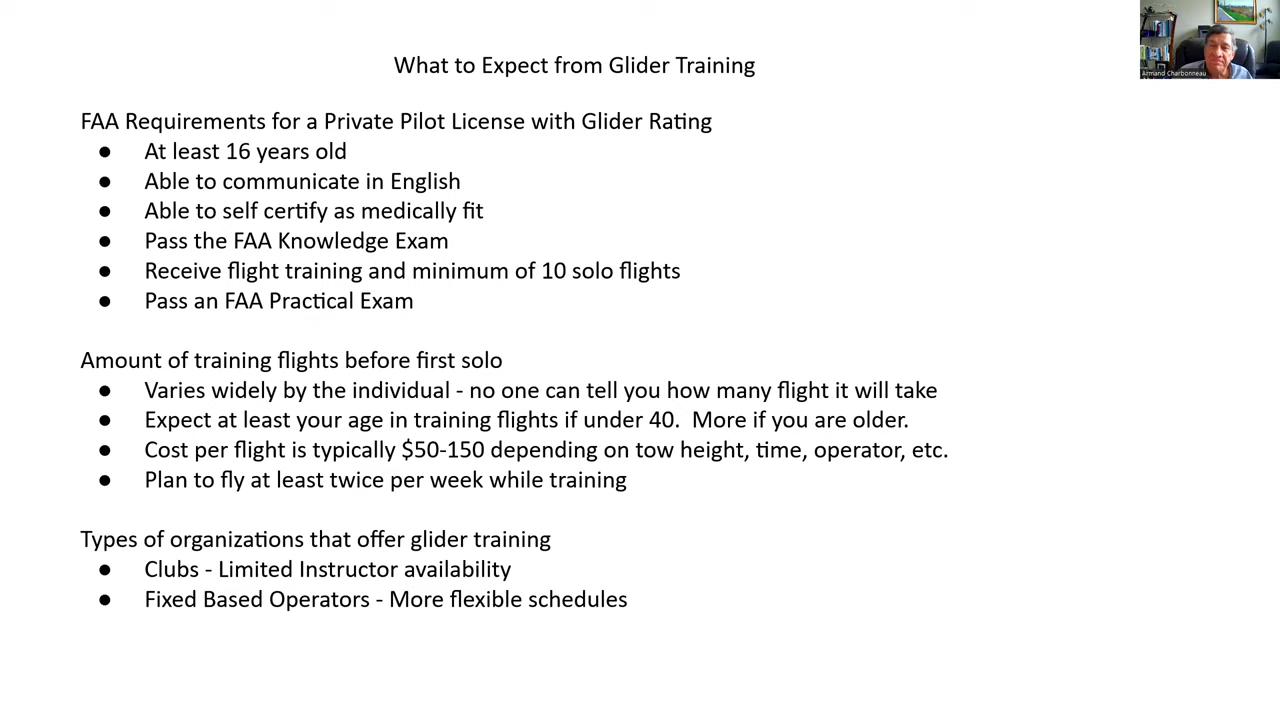 What to Expect from Glider Training
Armand Charbonneau
FAA Requirements for a Private Pilot License with Glider Rating
● At least 16 years old
● Able to communicate in English
● Able to self certify as medically fit
● Pass the FAA Knowledge Exam
● Receive flight training and minimum of 10 solo flights
● Pass an FAA Practical Exam
Amount of training flights before first solo
● Varies widely by the individual - no one can tell you how many flight it will take
● Expect at least your age in training flights if under 40.  More if you are older.
● Cost per flight is typically $50-150 depending on tow height, time, operator, etc.
● Plan to fly at least twice per week while training
Types of organizations that offer glider training
● Clubs - Limited Instructor availability
● Fixed Based Operators - More flexible schedules